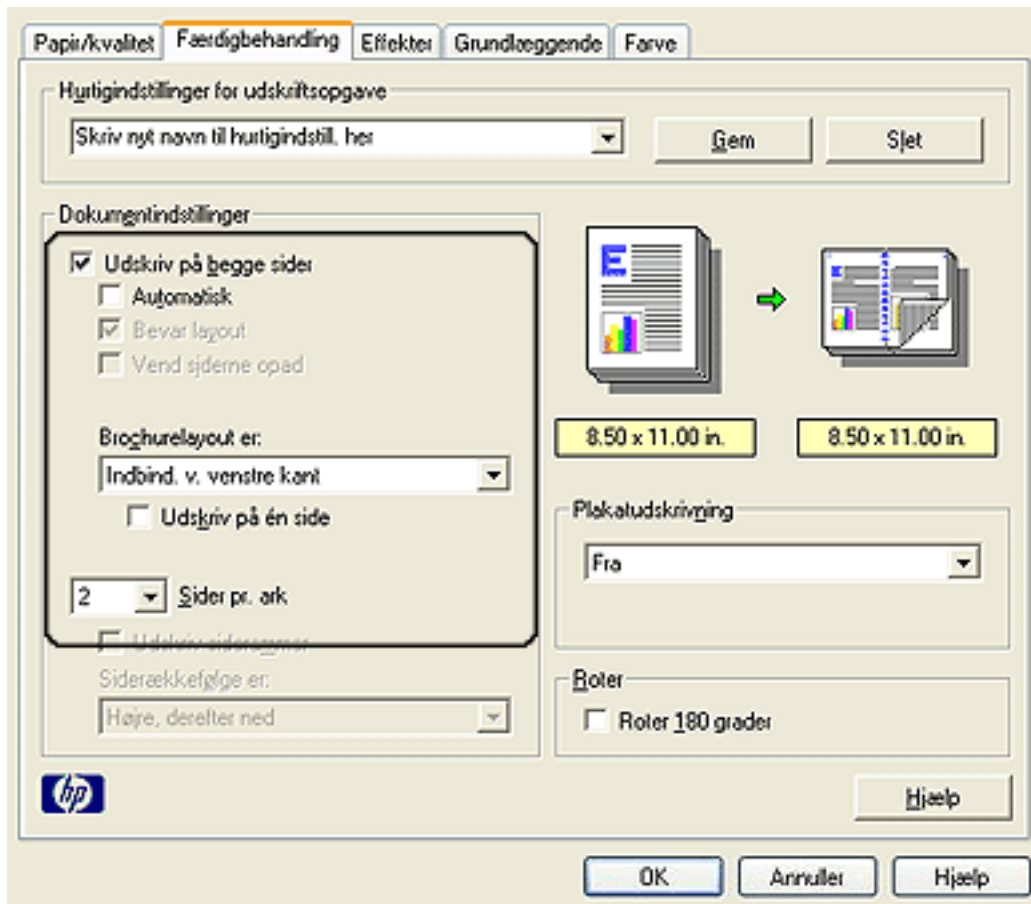 Papir/kvalitet Færdigbehandling Effekter Grundlæggende Farve
Hurtigindstillinger for udskriftsopgave
Skriv nyt navn til hurtigindstill. her
Gem Slet
Dokumentindstillinger
Udskriv på begge sider
Automatisk
Bevar layout
Vend siderne opad
Brochurelayout er:
Indbind. v. venstre kant
Udskriv på én side
2 Sider pr. ark
Udskriv siderammer
Siderækkefølge er:
Højre, derefter ned
E
8.50 x 11.00 in.
E
8.50 x 11.00 in.
Plakatudskrivning
Fra
Roter
Roter 180 grader
hp
Hjælp
OK Annuller Hjælp